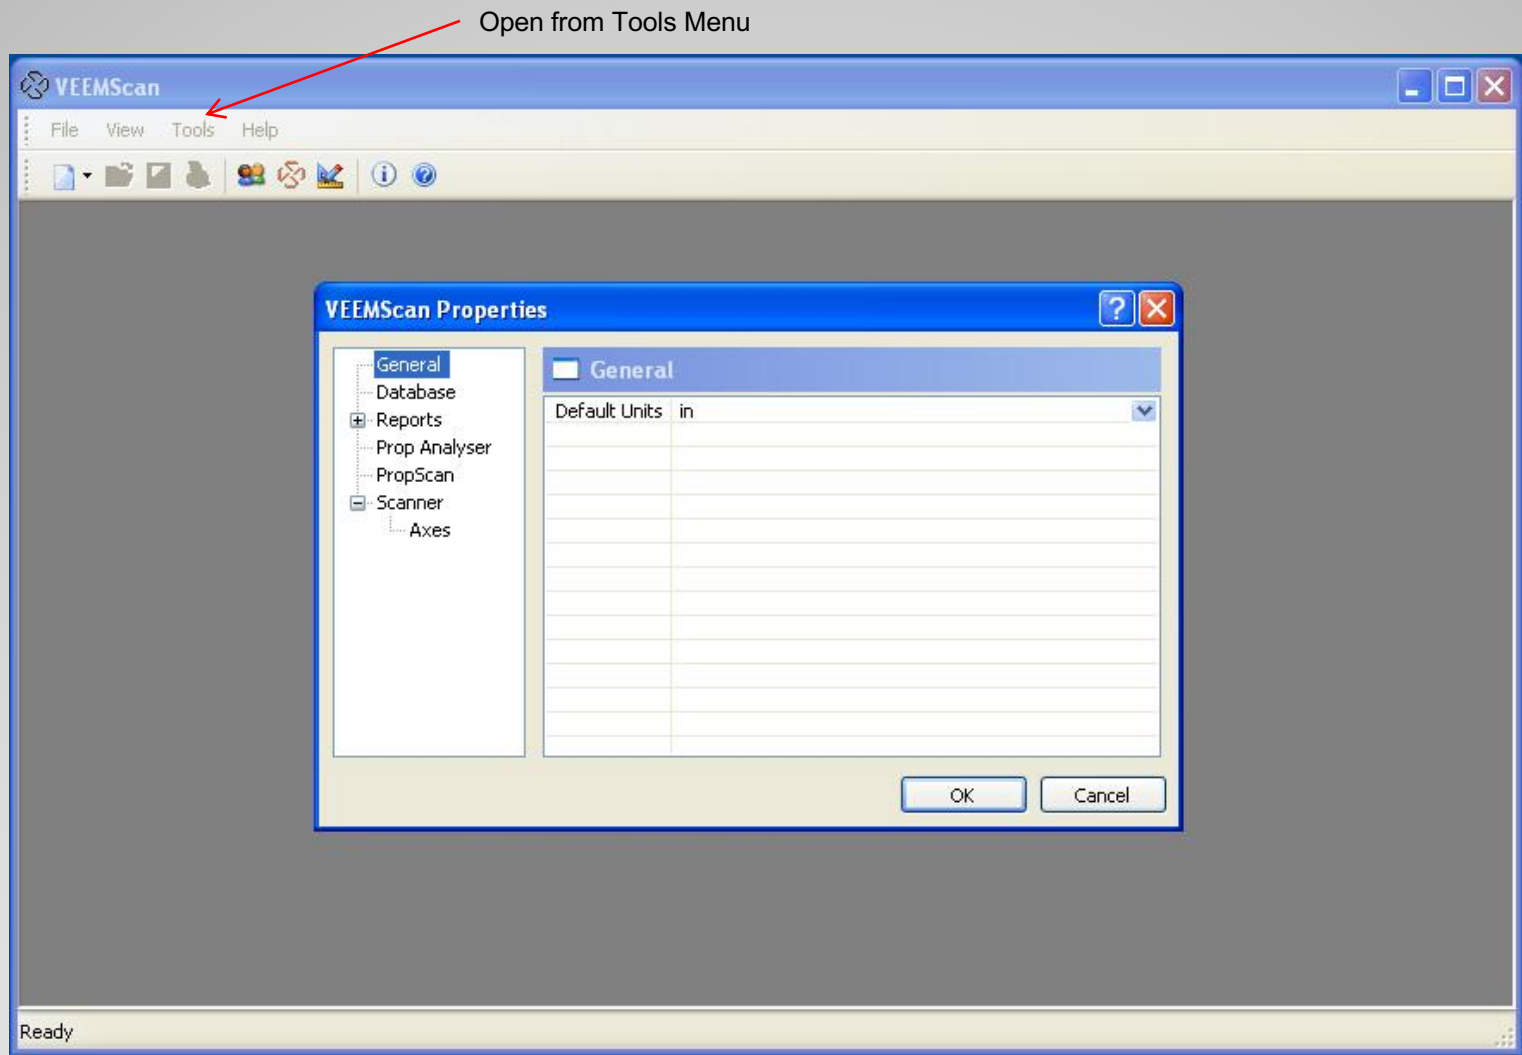 Open from Tools Menu
VEEMScan
File View Tools Help
VEEMScan Properties
General
Database
Reports
Prop Analyser
PropScan
Scanner
Axes
General
Default Units in
OK Cancel
Ready